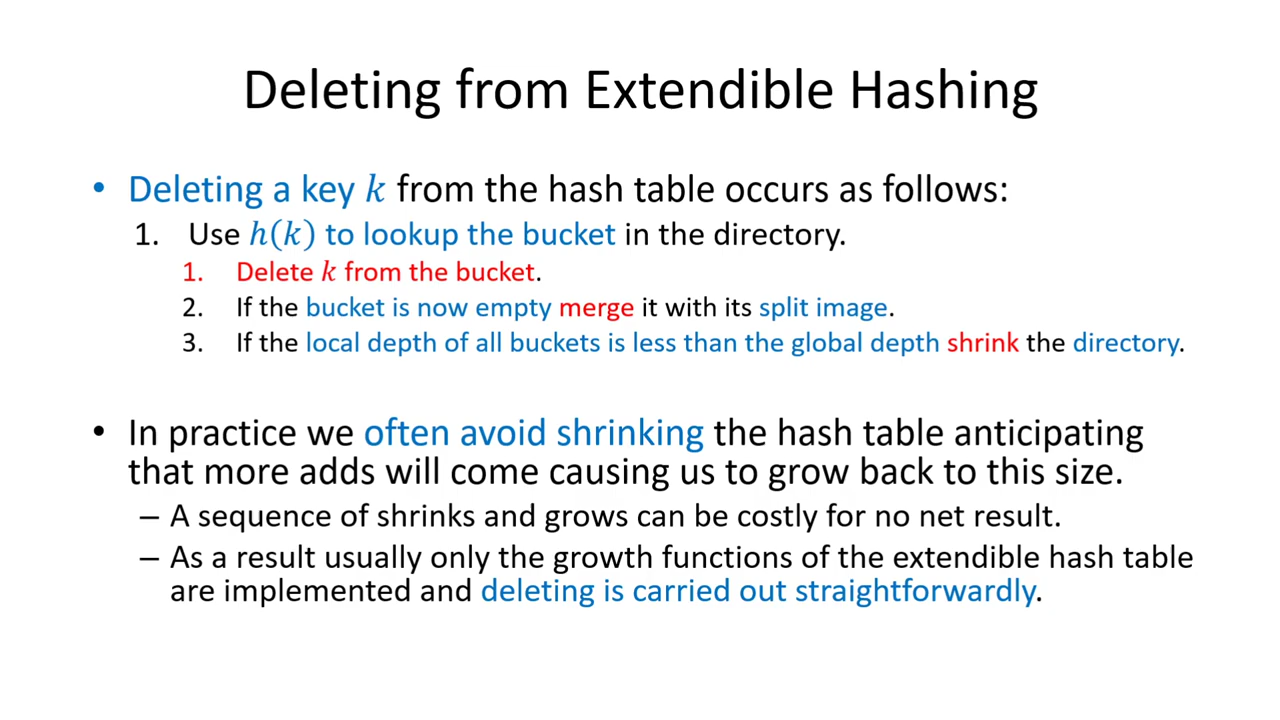 Deleting from Extendible Hashing
• Deleting a key k from the hash table occurs as follows:
1. Use h(k) to lookup the bucket in the directory.
1. Delete k from the bucket.
2. If the bucket is now empty merge it with its split image.
3. If the local depth of all buckets is less than the global depth shrink the directory.
• In practice we often avoid shrinking the hash table anticipating
that more adds will come causing us to grow back to this size.
– A sequence of shrinks and grows can be costly for no net result.
– As a result usually only the growth functions of the extendible hash table
are implemented and deleting is carried out straightforwardly.